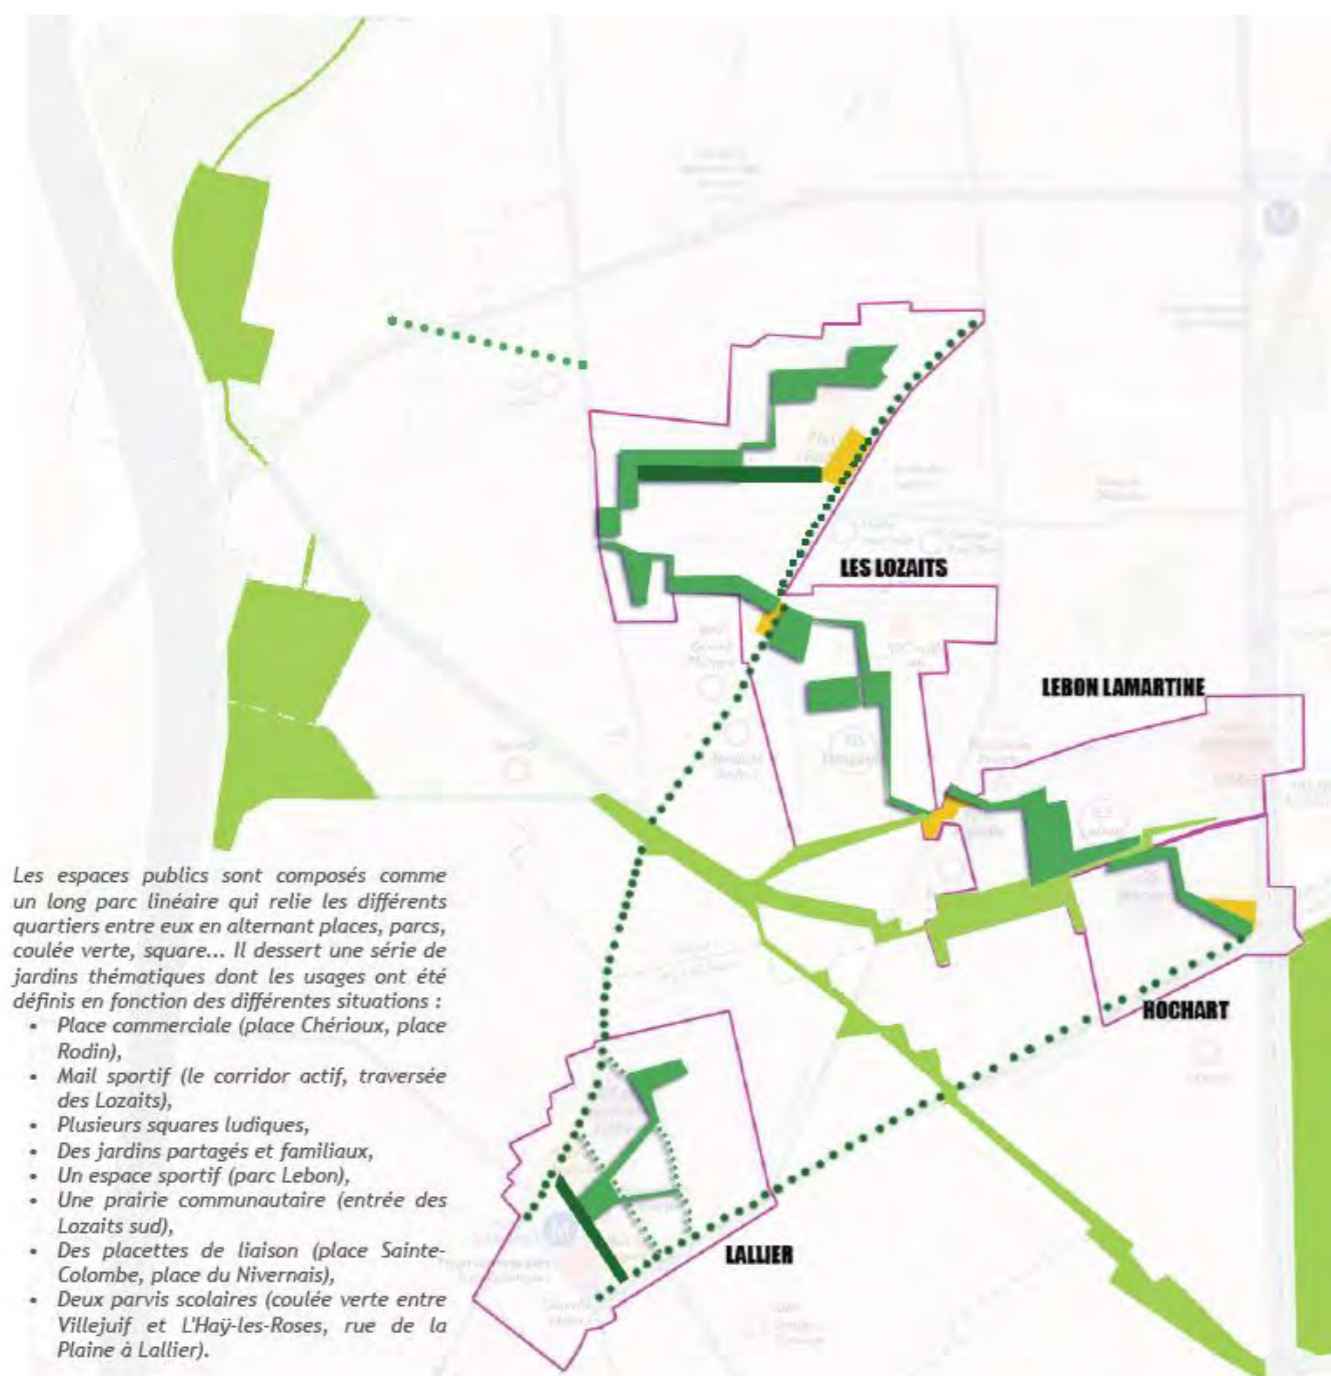 LES LOZAITS
LEBON LAMARTINE
HOCHART
LALLIER
M
M
Les espaces publics sont composés comme
un long parc linéaire qui relie les différents
quartiers entre eux en alternant places, parcs,
coulée verte, square... Il dessert une série de
jardins thématiques dont les usages ont été
définis en fonction des différentes situations :
• Place commerciale (place Chérioux, place
Rodin),
• Mail sportif (le corridor actif, traversée
des Lozaits),
• Plusieurs squares ludiques,
• Des jardins partagés et familiaux,
• Un espace sportif (parc Lebon),
• Une prairie communautaire (entrée des
Lozaits sud),
• Des placettes de liaison (place Sainte-
Colombe, place du Nivernais),
• Deux parvis scolaires (coulée verte entre
Villejuif et L'Haÿ-les-Roses, rue de la
Plaine à Lallier).